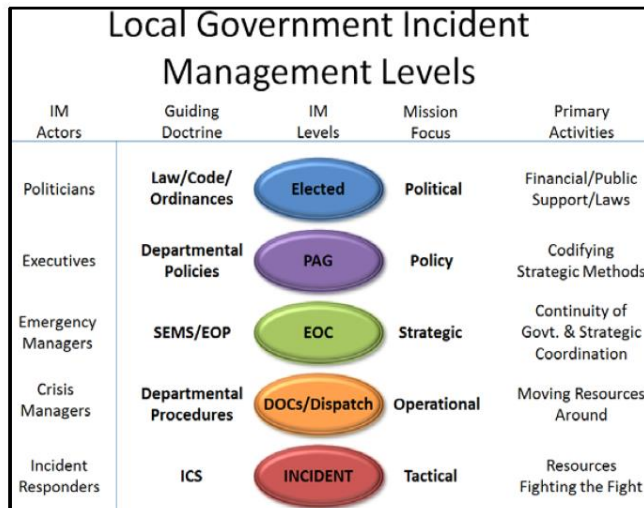 Local Government Incident
Management Levels
IM Guiding IM Mission Primary
Actors Doctrine Levels Focus Activities
Politicians
Law/Code/
Ordinances
Elected
Political
Financial/Public
Support/Laws
Executives
Departmental
Policies
PAG
Policy
Codifying
Strategic Methods
Emergency
Managers
SEMS/EOP
EOC
Strategic
Continuity of
Govt. & Strategic
Coordination
Crisis
Managers
Departmental
Procedures
DOCs/Dispatch
Operational
Moving Resources
Around
Incident
Responders
ICS
INCIDENT
Tactical
Resources
Fighting the Fight